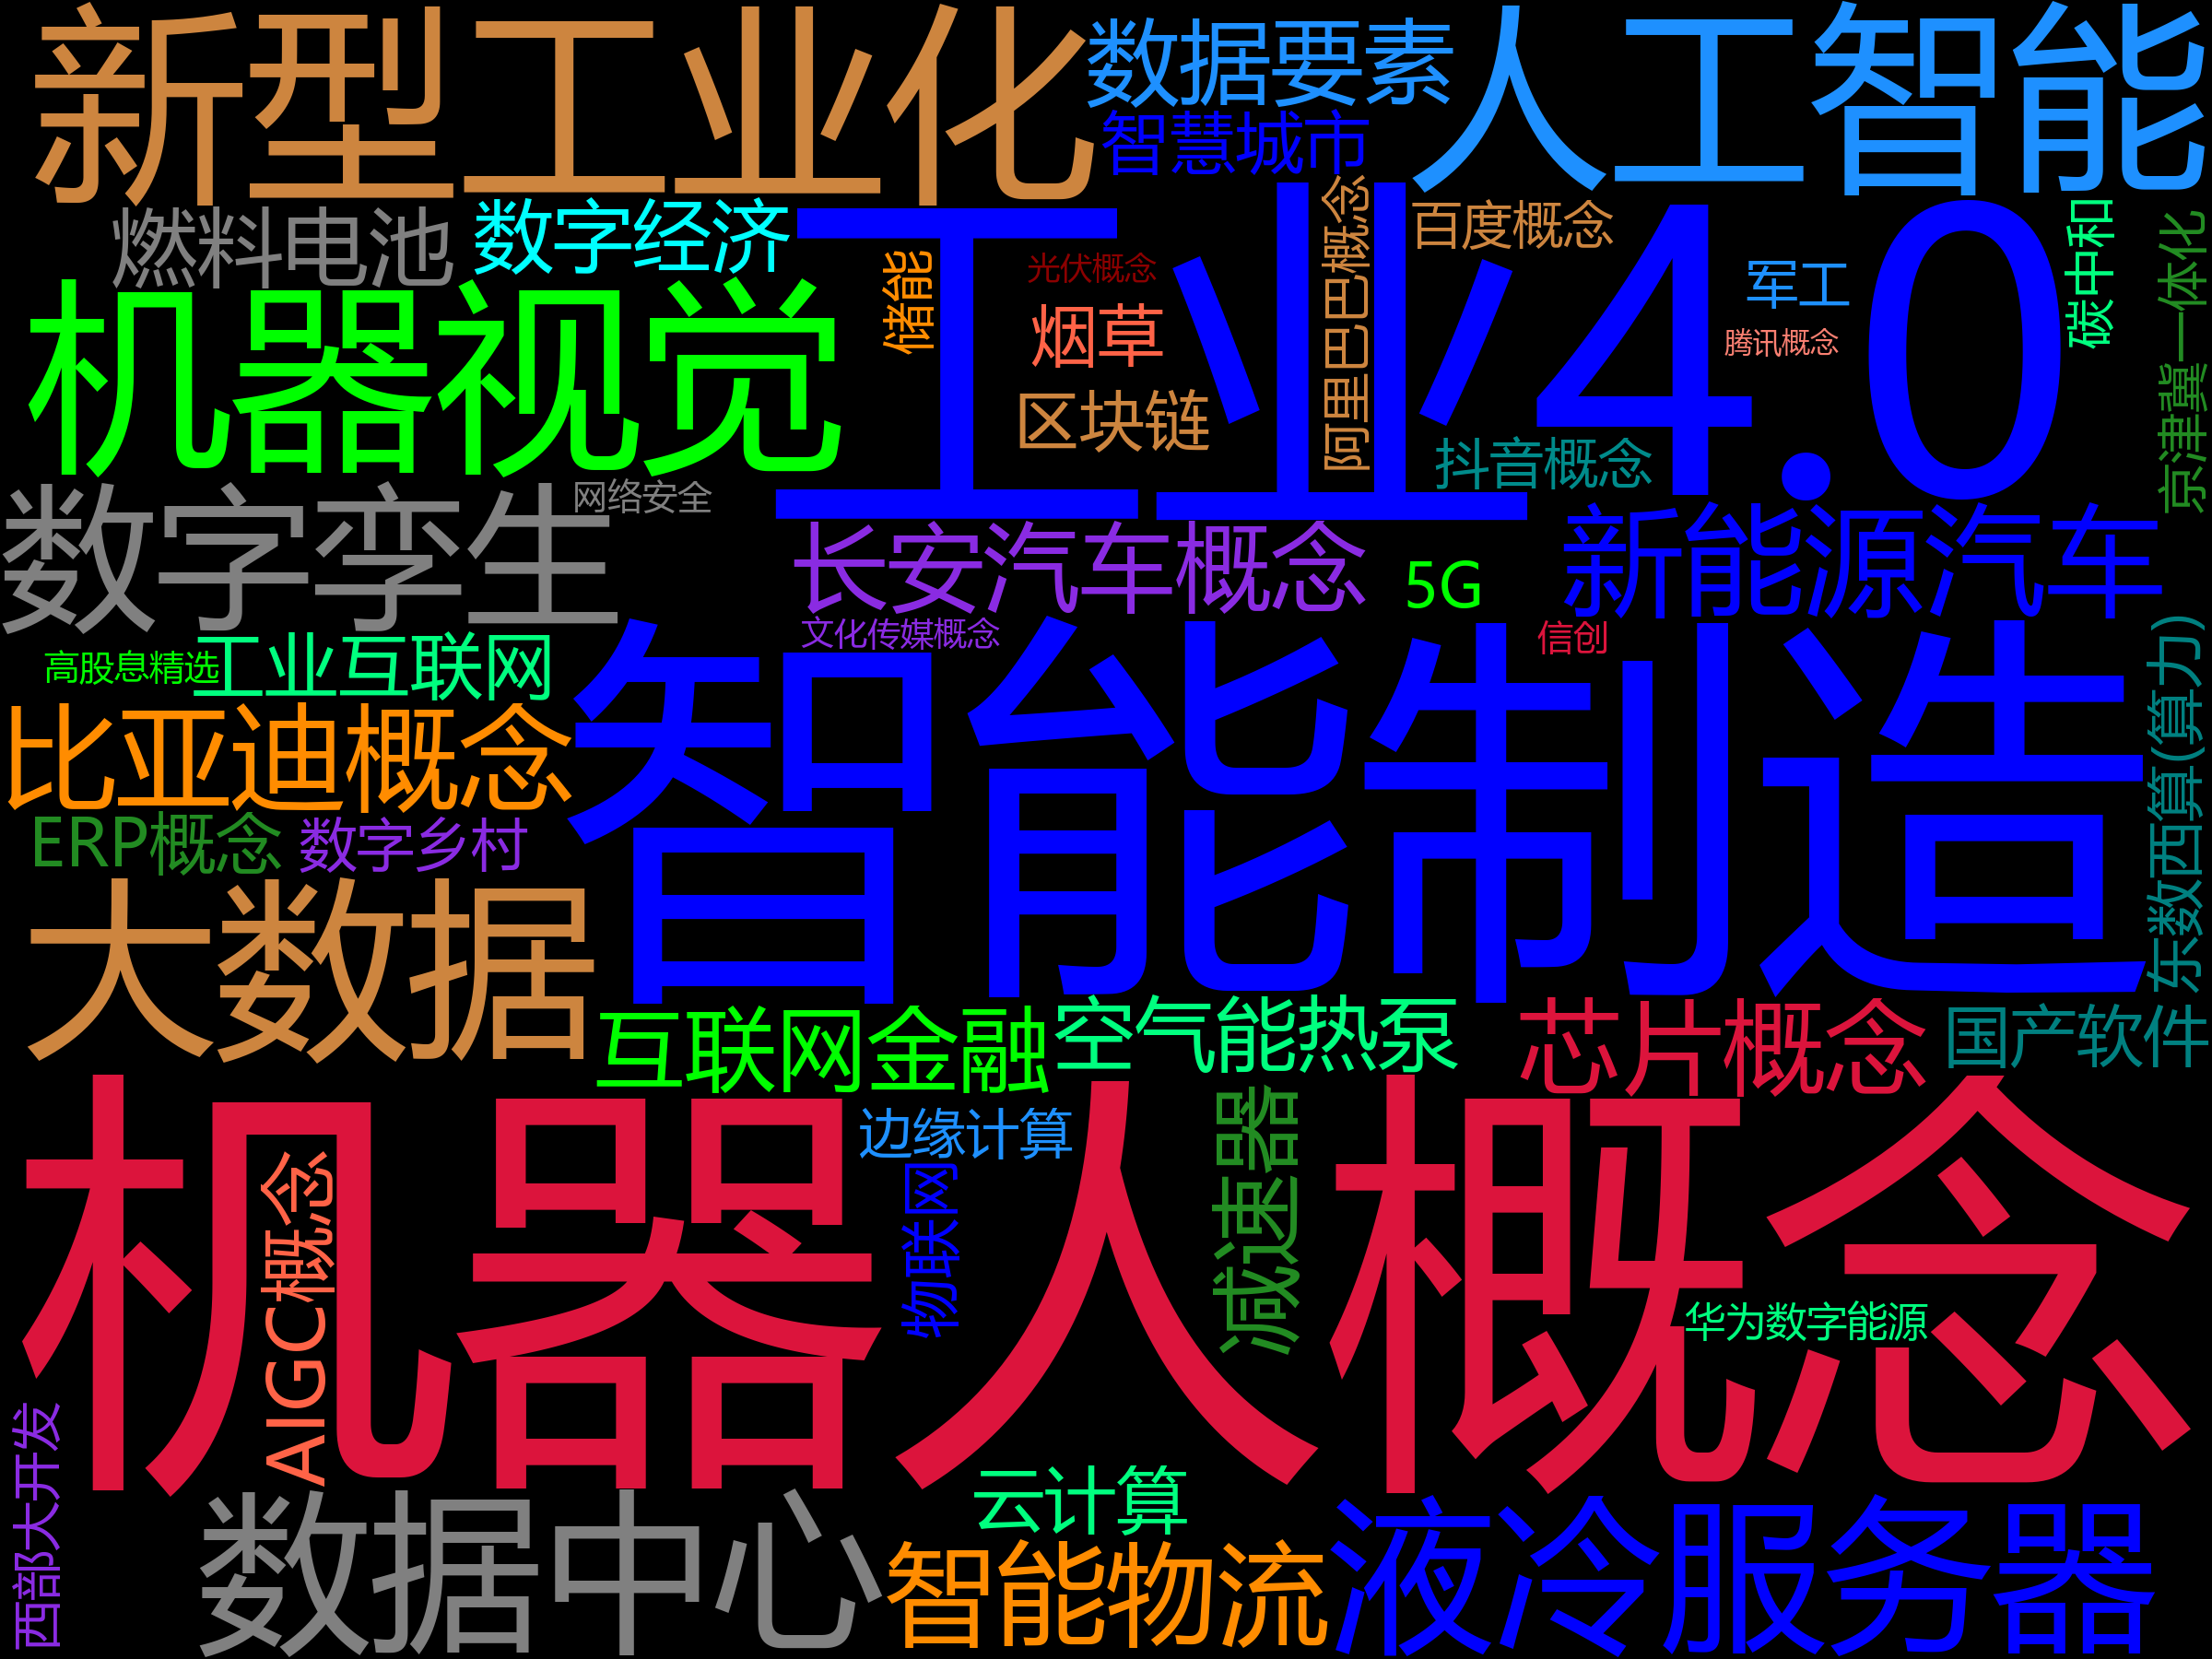 新型工业化
数据要素
人工智能
智慧城市
燃料电池
数字经济
百度概念
碳中和
京津冀一体化
阿里巴巴概念
储能
光伏概念
军工
工业4.0
机器视觉
烟草
腾讯概念
区块链
抖音概念
网络安全
数字孪生
长安汽车概念
5G
新能源汽车
文化传媒概念
信创
高股息精选
工业互联网
智能制造
东数西算(算力)
比亚迪概念
ERP概念
数字乡村
大数据
互联网金融
空气能热泵
芯片概念
国产软件
机器人概念
边缘计算
减速器
AIGC概念
物联网
华为数字能源
西部大开发
云计算
数据中心
智能物流
液冷服务器